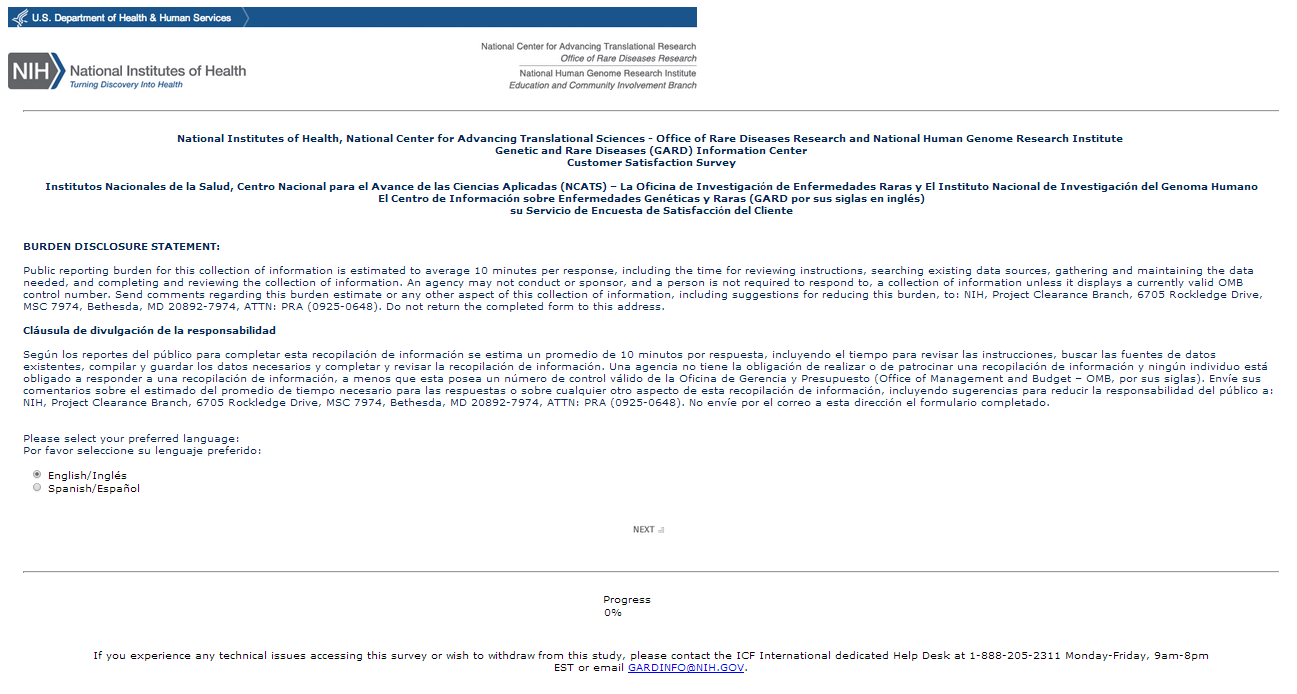 U.S. Department of Health & Human Services
National Center for Advancing Translational Research
Office of Rare Diseases Research
National Human Genome Research Institute
Education and Community Involvement Branch
NIH National Institutes of Health
Turning Discovery Into Health
National Institutes of Health, National Center for Advancing Translational Sciences - Office of Rare Diseases Research and National Human Genome Research Institute
Genetic and Rare Diseases (GARD) Information Center
Customer Satisfaction Survey
Institutos Nacionales de la Salud, Centro Nacional para el Avance de las Ciencias Aplicadas (NCATS) – La Oficina de Investigación de Enfermedades Raras y El Instituto Nacional de Investigación del Genoma Humano
El Centro de Información sobre Enfermedades Genéticas y Raras (GARD por sus siglas en inglés)
su Servicio de Encuesta de Satisfacción del Cliente
BURDEN DISCLOSURE STATEMENT:
Public reporting burden for this collection of information is estimated to average 10 minutes per response, including the time for reviewing instructions, searching existing data sources, gathering and maintaining the data
needed, and completing and reviewing the collection of information. An agency may not conduct or sponsor, and a person is not required to respond to, a collection of information unless it displays a currently valid OMB
control number. Send comments regarding this burden estimate or any other aspect of this collection of information, including suggestions for reducing this burden, to: NIH, Project Clearance Branch, 6705 Rockledge Drive,
MSC 7974, Bethesda, MD 20892-7974, ATTN: PRA (0925-0648). Do not return the completed form to this address.
Cláusula de divulgación de la responsabilidad
Según los reportes del público para completar esta recopilación de información se estima un promedio de 10 minutos por respuesta, incluyendo el tiempo para revisar las instrucciones, buscar las fuentes de datos
existentes, compilar y guardar los datos necesarios y completar y revisar la recopilación de información. Una agencia no tiene la obligación de realizar o de patrocinar una recopilación de información y ningún individuo está
obligado a responder a una recopilación de información, a menos que esta posea un número de control válido de la Oficina de Gerencia y Presupuesto (Office of Management and Budget – OMB, por sus siglas). Envíe sus
comentarios sobre el estimado del promedio de tiempo necesario para las respuestas o sobre cualquier otro aspecto de esta recopilación de información, incluyendo sugerencias para reducir la responsabilidad del público a:
NIH, Project Clearance Branch, 6705 Rockledge Drive, MSC 7974, Bethesda, MD 20892-7974, ATTN: PRA (0925-0648). No envíe por el correo a esta dirección el formulario completado.
Please select your preferred language:
Por favor seleccione su lenguaje preferido:
English/Inglés
Spanish/Español
NEXT
Progress
0%
If you experience any technical issues accessing this survey or wish to withdraw from this study, please contact the ICF International dedicated Help Desk at 1-888-205-2311 Monday-Friday, 9am-8pm
EST or email GARDINFO@NIH.GOV.